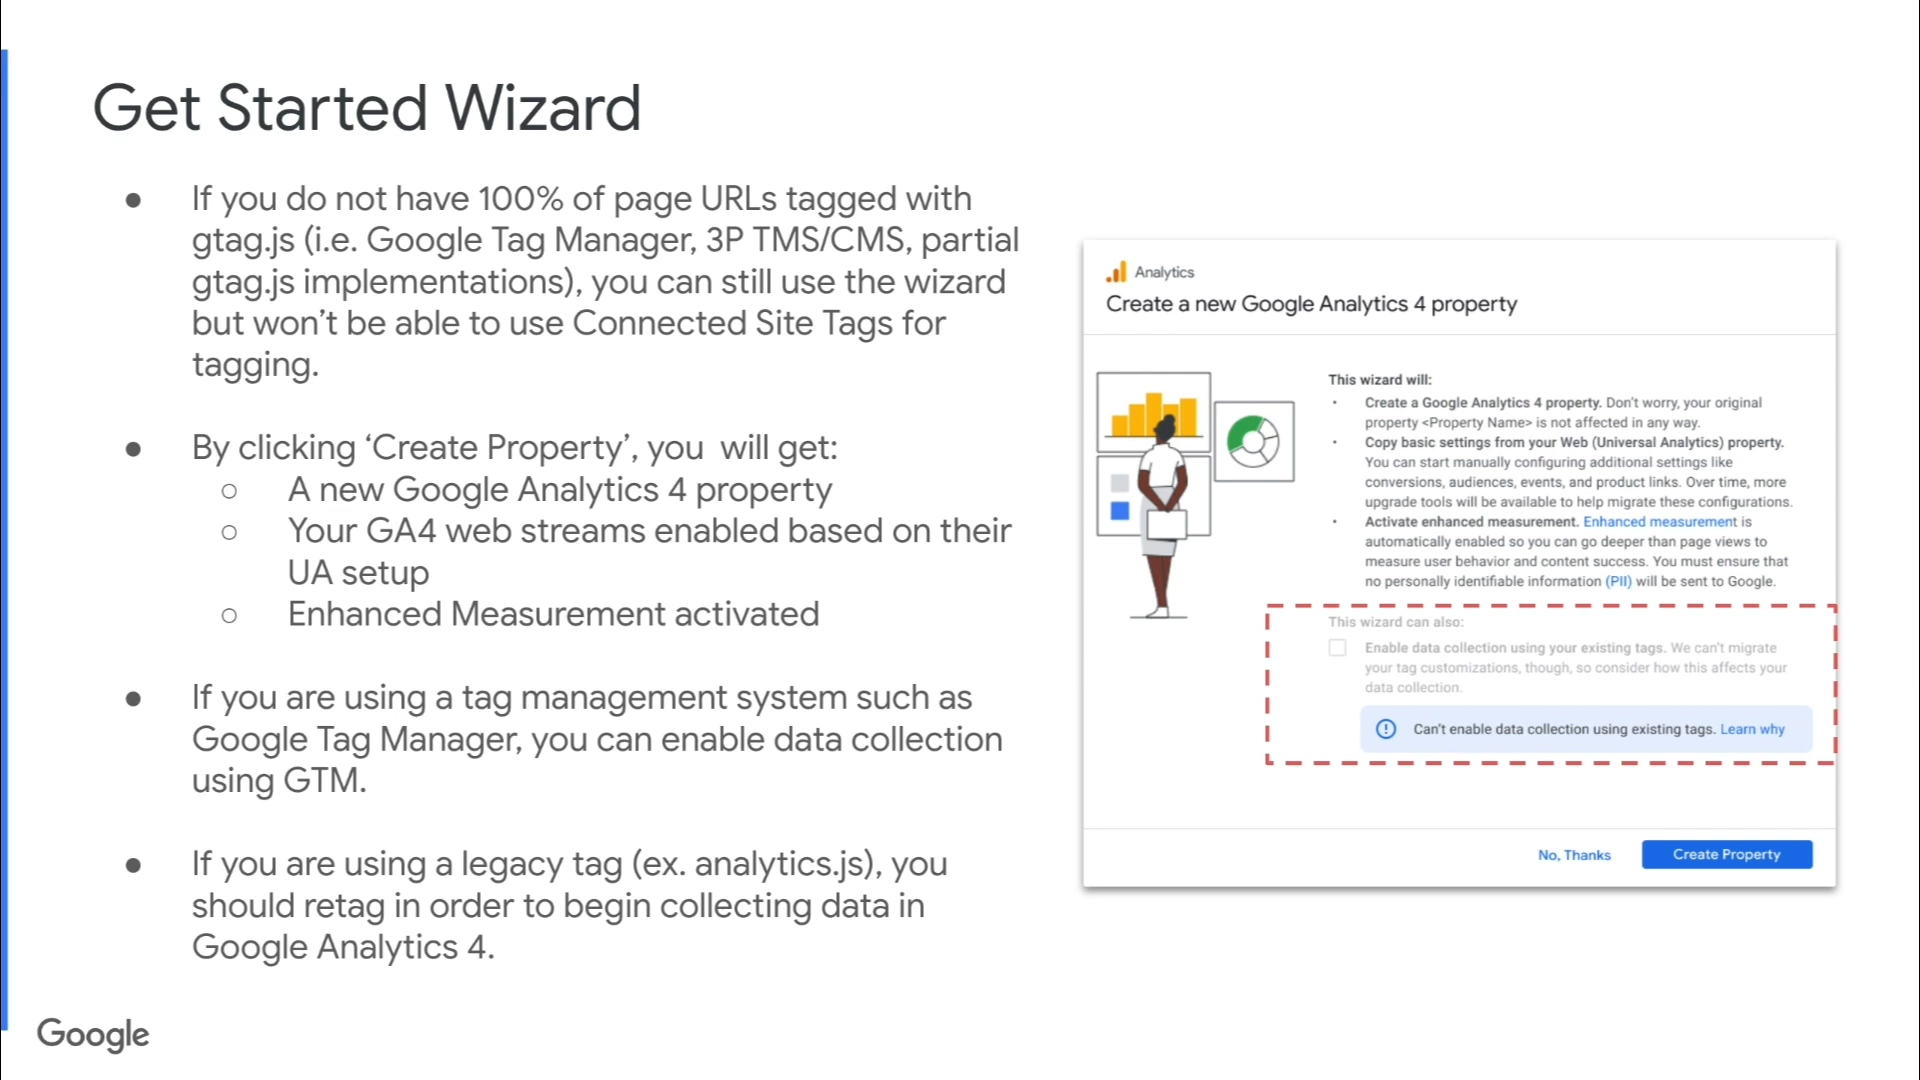 Get Started Wizard
● If you do not have 100% of page URLs tagged with
gtag.js (i.e. Google Tag Manager, 3P TMS/CMS, partial
gtag.js implementations), you can still use the wizard
but won’t be able to use Connected Site Tags for
tagging.
● By clicking ‘Create Property’, you  will get:
○ A new Google Analytics 4 property
○ Your GA4 web streams enabled based on their
UA setup
○ Enhanced Measurement activated
● If you are using a tag management system such as
Google Tag Manager, you can enable data collection
using GTM.
● If you are using a legacy tag (ex. analytics.js), you
should retag in order to begin collecting data in
Google Analytics 4.
Google
Analytics
Create a new Google Analytics 4 property
This wizard will:
• Create a Google Analytics 4 property. Don’t worry, your original
property <Property Name> is not affected in any way.
• Copy basic settings from your Web (Universal Analytics) property.
You can start manually configuring additional settings like
conversions, audiences, events, and product links. Over time, more
upgrade tools will be available to help migrate these configurations.
• Activate enhanced measurement. Enhanced measurement is
automatically enabled so you can go deeper than page views to
measure user behavior and content success. You must ensure that
no personally identifiable information (PII) will be sent to Google.
This wizard can also:
Enable data collection using your existing tags. We can’t migrate
your tag customizations, though, so consider how this affects your
data collection.
Can’t enable data collection using existing tags. Learn why
No, Thanks
Create Property